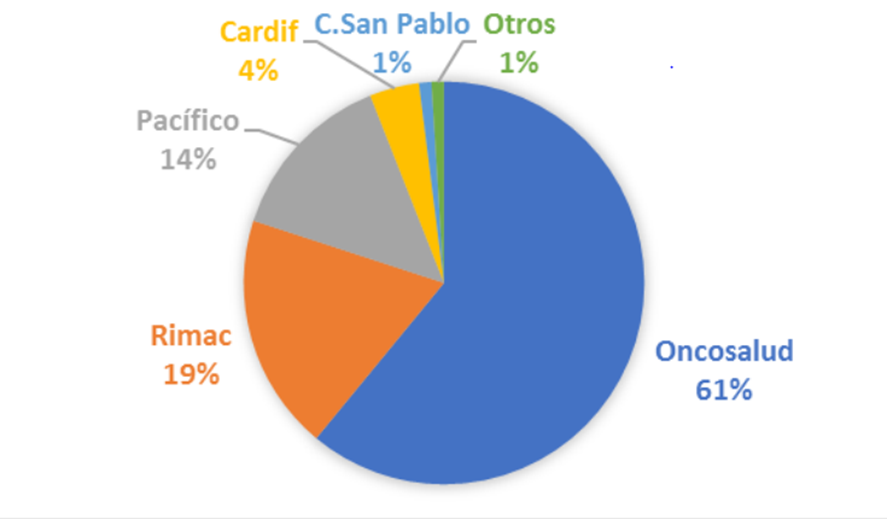 Cardif
4%
C.San Pablo
1%
Otros
1%
Pacífico
14%
Rimac
19%
Oncosalud
61%